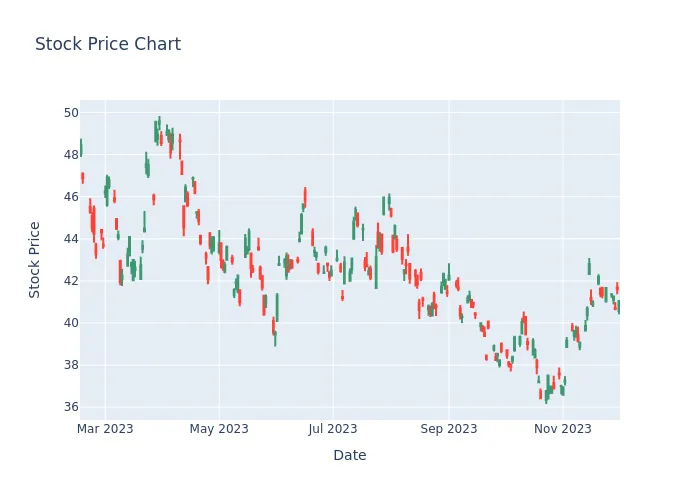 Stock Price Chart
50
48
46
44
42
40
38
36
Stock Price
Mar 2023
May 2023
Jul 2023
Sep 2023
Nov 2023
Date